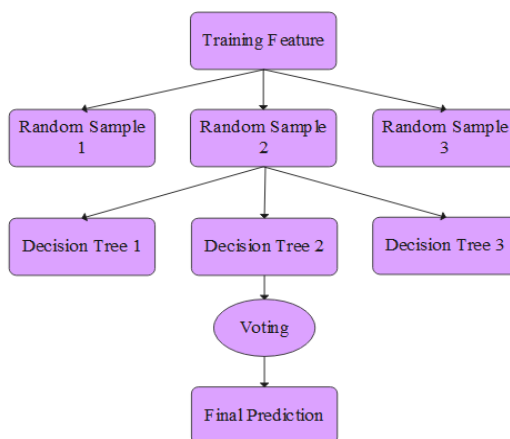 Training Feature
Random Sample
1
Random Sample
2
Random Sample
3
Decision Tree 1
Decision Tree 2
Decision Tree 3
Voting
Final Prediction